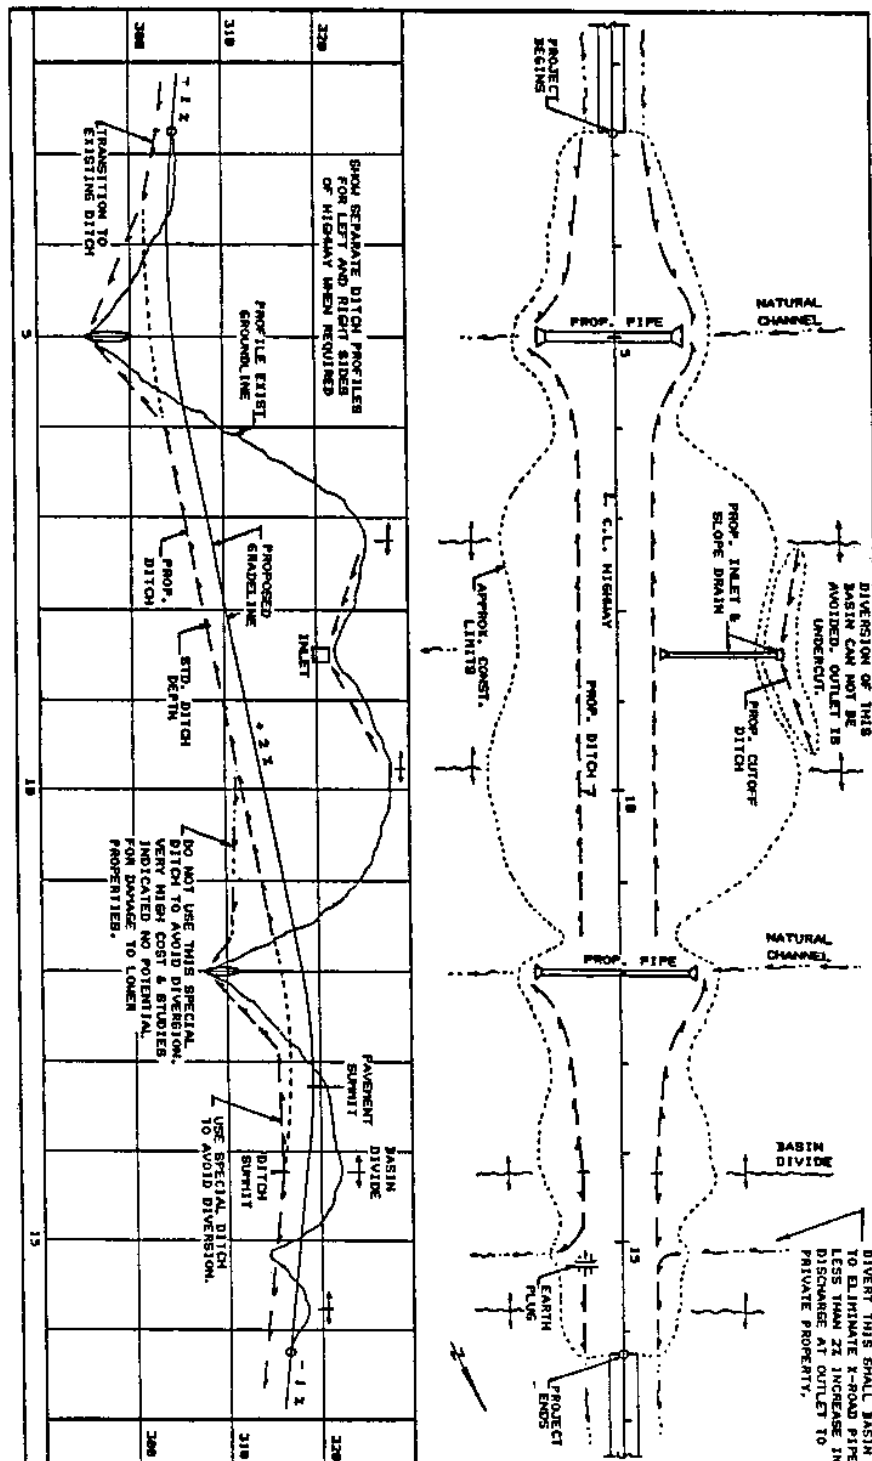 NATURAL
CHANNEL
DIVERSION OF THIS
BASIN CAN NOT BE
AVOIDED. OUTLET IS
UNDERCUT.
NATURAL
CHANNEL
BASIN
DIVIDE
DIVERT THIS SMALL BASIN
TO ELIMINATE X-ROAD PIPE
LESS THAN 2% INCREASE IN
DISCHARGE AT OUTLET TO
PRIVATE PROPERTY.
PROJECT
BEGINS
PROP. PIPE
5
PROP. INLET &
SLOPE DRAIN
PROP. CUTOFF
DITCH
C.L. HIGHWAY
PROP. DITCH
10
APPROX. CONST.
LIMITS
PROP. PIPE
15
EARTH
PLUG
PROJECT
ENDS
320
310
300
SHOW SEPARATE DITCH PROFILES
FOR LEFT AND RIGHT SIDES
OF HIGHWAY WHEN REQUIRED
PROFILE EXIST
GROUNDLINE
- 1 %
TRANSITION TO
EXISTING DITCH
PROPOSED
GRADELINE
INLET
PROP.
DITCH
STD. DITCH
DEPTH
+ 2 %
DO NOT USE THIS SPECIAL
DITCH TO AVOID DIVERSION.
VERY HIGH COST & STUDIES
INDICATED NO POTENTIAL
FOR DAMAGE TO LOWER
PROPERTIES.
PAVEMENT
SUMMIT
BASIN
DIVIDE
DITCH
SUMMIT
USE SPECIAL DITCH
TO AVOID DIVERSION.
- 1 %
320
310
300
5
10
15